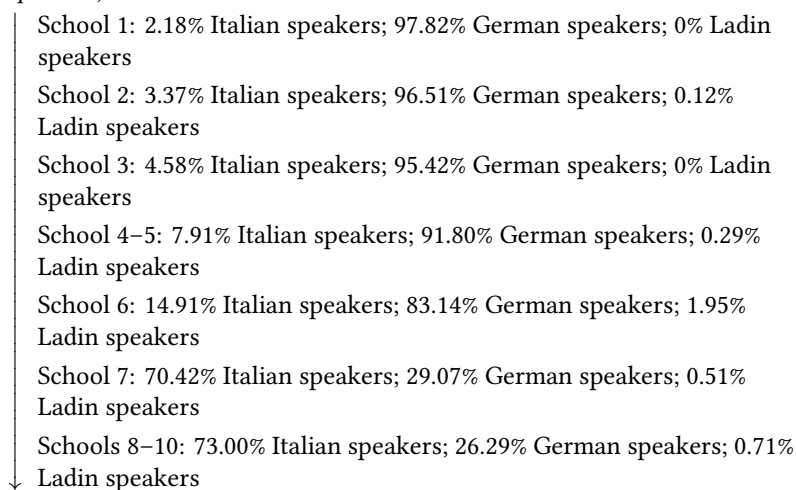 School 1: 2.18% Italian speakers; 97.82% German speakers; 0% Ladin
speakers
School 2: 3.37% Italian speakers; 96.51% German speakers; 0.12%
Ladin speakers
School 3: 4.58% Italian speakers; 95.42% German speakers; 0% Ladin
speakers
School 4–5: 7.91% Italian speakers; 91.80% German speakers; 0.29%
Ladin speakers
School 6: 14.91% Italian speakers; 83.14% German speakers; 1.95%
Ladin speakers
School 7: 70.42% Italian speakers; 29.07% German speakers; 0.51%
Ladin speakers
Schools 8–10: 73.00% Italian speakers; 26.29% German speakers; 0.71%
Ladin speakers